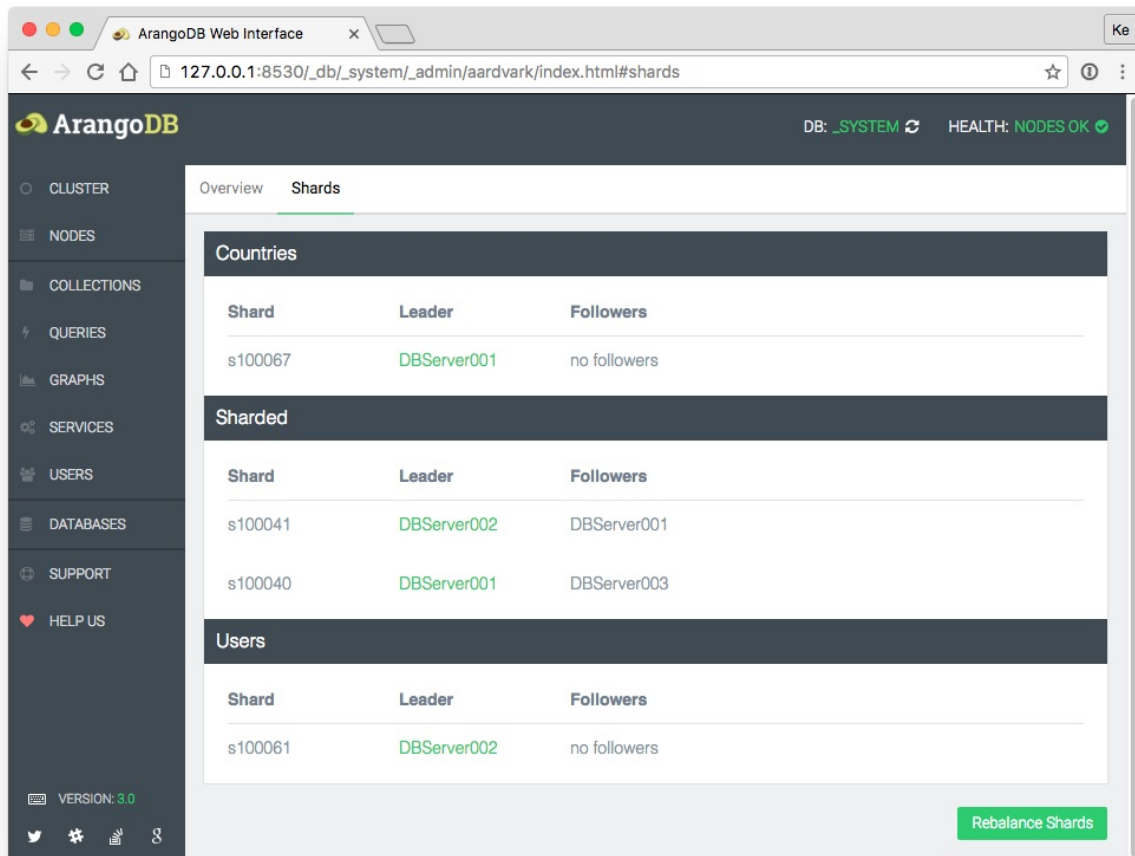 ArangoDB Web Interface
Ke
127.0.0.1:8530/_db/_system/_admin/aardvark/index.html#shards
ArangoDB
DB: _SYSTEM HEALTH: NODES OK
CLUSTER
NODES
COLLECTIONS
QUERIES
GRAPHS
SERVICES
USERS
DATABASES
SUPPORT
HELP US
VERSION: 3.0
Overview Shards
Countries
Shard Leader Followers
s100067 DBServer001 no followers
Sharded
Shard Leader Followers
s100041 DBServer002 DBServer001
s100040 DBServer001 DBServer003
Users
Shard Leader Followers
s100061 DBServer002 no followers
Rebalance Shards